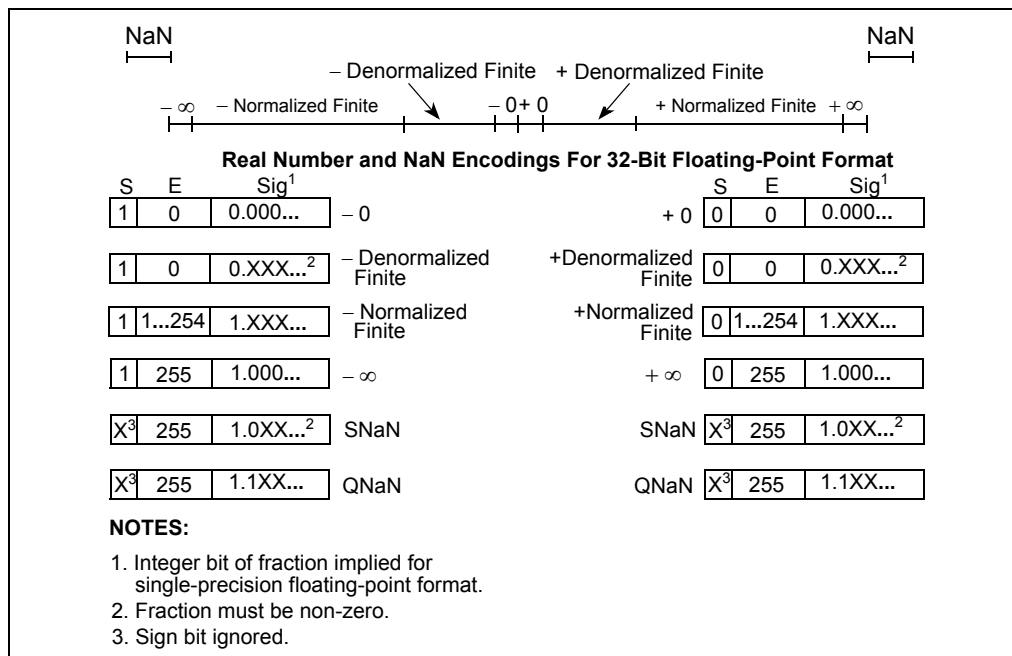 NaN NaN
– Denormalized Finite + Denormalized Finite
– ∞ – Normalized Finite – 0 + 0 + Normalized Finite + ∞
Real Number and NaN Encodings For 32-Bit Floating-Point Format
S E Sig¹ S E Sig¹
1 0 0.000... – 0 + 0 0 0 0.000...
1 0 0.XXX...² – Denormalized Finite +Denormalized Finite 0 0 0.XXX...²
1 1...254 1.XXX... – Normalized Finite +Normalized Finite 0 1...254 1.XXX...
1 255 1.000... – ∞ + ∞ 0 255 1.000...
X³ 255 1.0XX...² SNaN SNaN X³ 255 1.0XX...²
X³ 255 1.1XX... QNaN QNaN X³ 255 1.1XX...
NOTES:
1. Integer bit of fraction implied for
single-precision floating-point format.
2. Fraction must be non-zero.
3. Sign bit ignored.